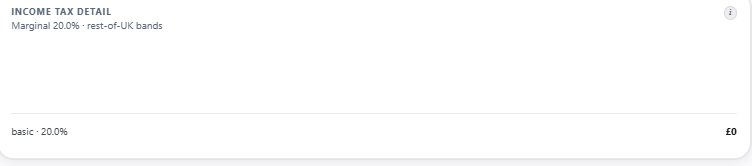 INCOME TAX DETAIL
i
Marginal 20.0% · rest-of-UK bands
basic · 20.0%
£0